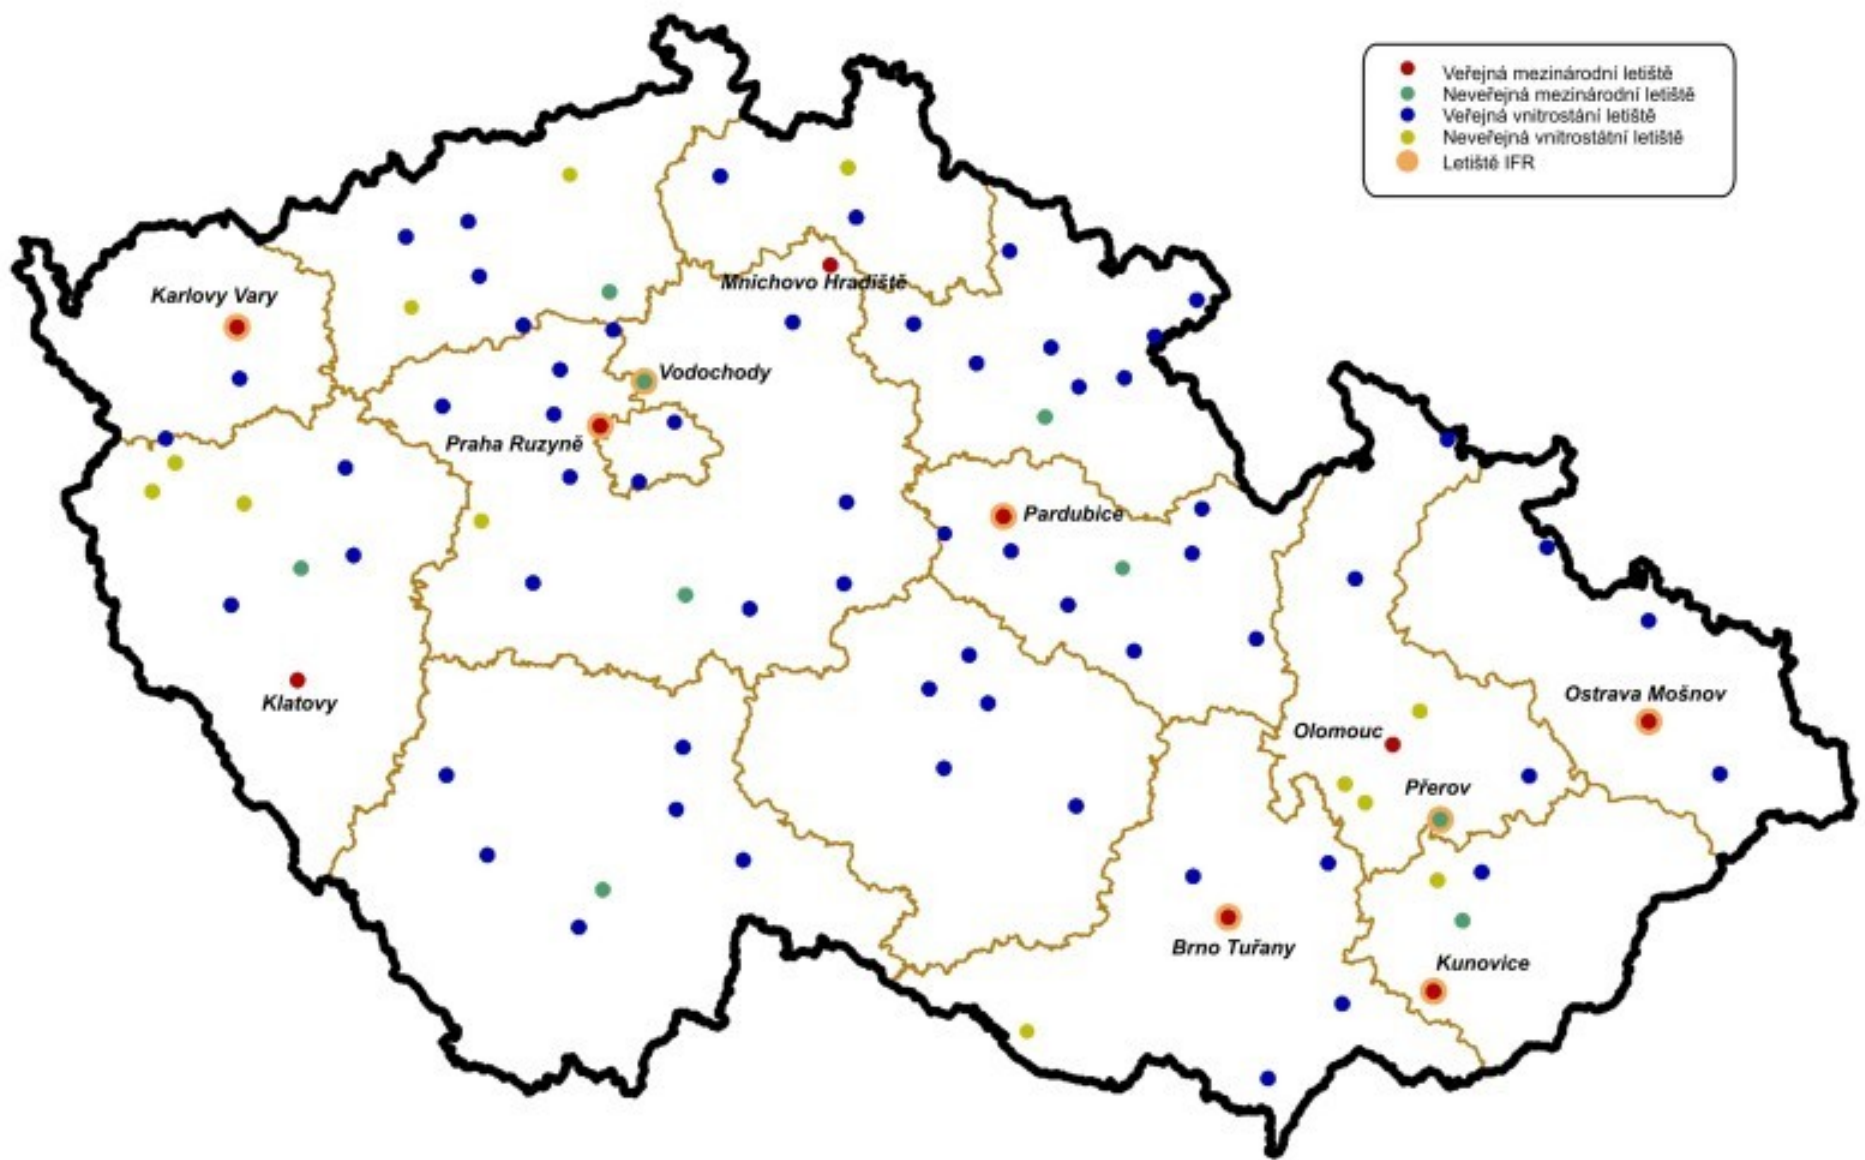 Veřejná mezinárodní letiště
Neveřejná mezinárodní letiště
Veřejná vnitrostání letiště
Neveřejná vnitrostátní letiště
Letiště IFR
Karlovy Vary
Mnichovo Hradiště
Vodochody
Praha Ruzyně
Pardubice
Klatovy
Ostrava Mošnov
Olomouc
Přerov
Brno Tuřany
Kunovice